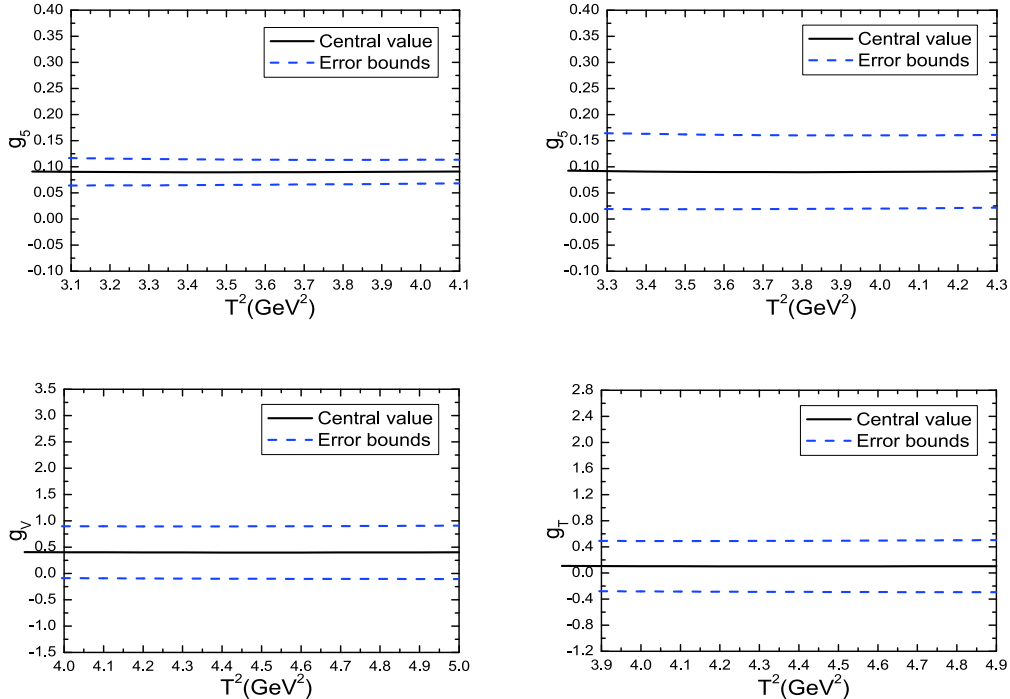 0.40
0.35
0.30
0.25
0.20
0.15
0.10
0.05
0.00
-0.05
-0.10
g5
Central value
Error bounds
3.1 3.2 3.3 3.4 3.5 3.6 3.7 3.8 3.9 4.0 4.1
T²(GeV²)
0.40
0.35
0.30
0.25
0.20
0.15
0.10
0.05
0.00
-0.05
-0.10
g5
Central value
Error bounds
3.3 3.4 3.5 3.6 3.7 3.8 3.9 4.0 4.1 4.2 4.3
T²(GeV²)
3.5
3.0
2.5
2.0
1.5
1.0
0.5
0.0
-0.5
-1.0
-1.5
gV
Central value
Error bounds
4.0 4.1 4.2 4.3 4.4 4.5 4.6 4.7 4.8 4.9 5.0
T²(GeV²)
2.8
2.4
2.0
1.6
1.2
0.8
0.4
0.0
-0.4
-0.8
-1.2
gT
Central value
Error bounds
3.9 4.0 4.1 4.2 4.3 4.4 4.5 4.6 4.7 4.8 4.9
T²(GeV²)